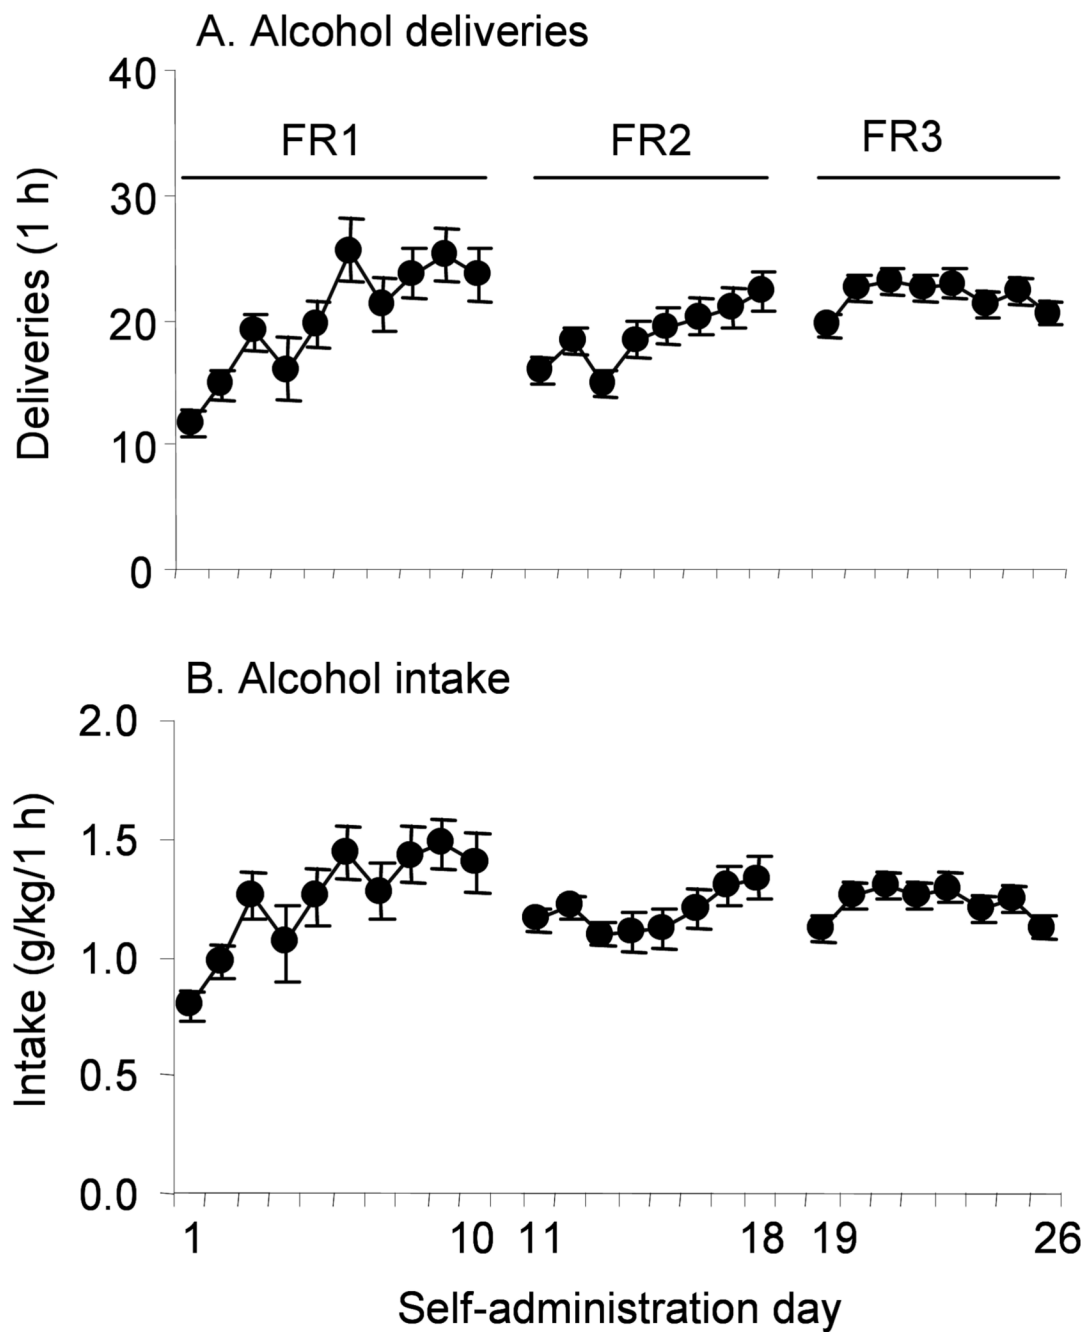 A. Alcohol deliveries
40
FR1 FR2 FR3
30
Deliveries (1 h)
20
10
0
B. Alcohol intake
2.0
1.5
Intake (g/kg/1 h)
1.0
0.5
0.0
1 10 11 18 19 26
Self-administration day